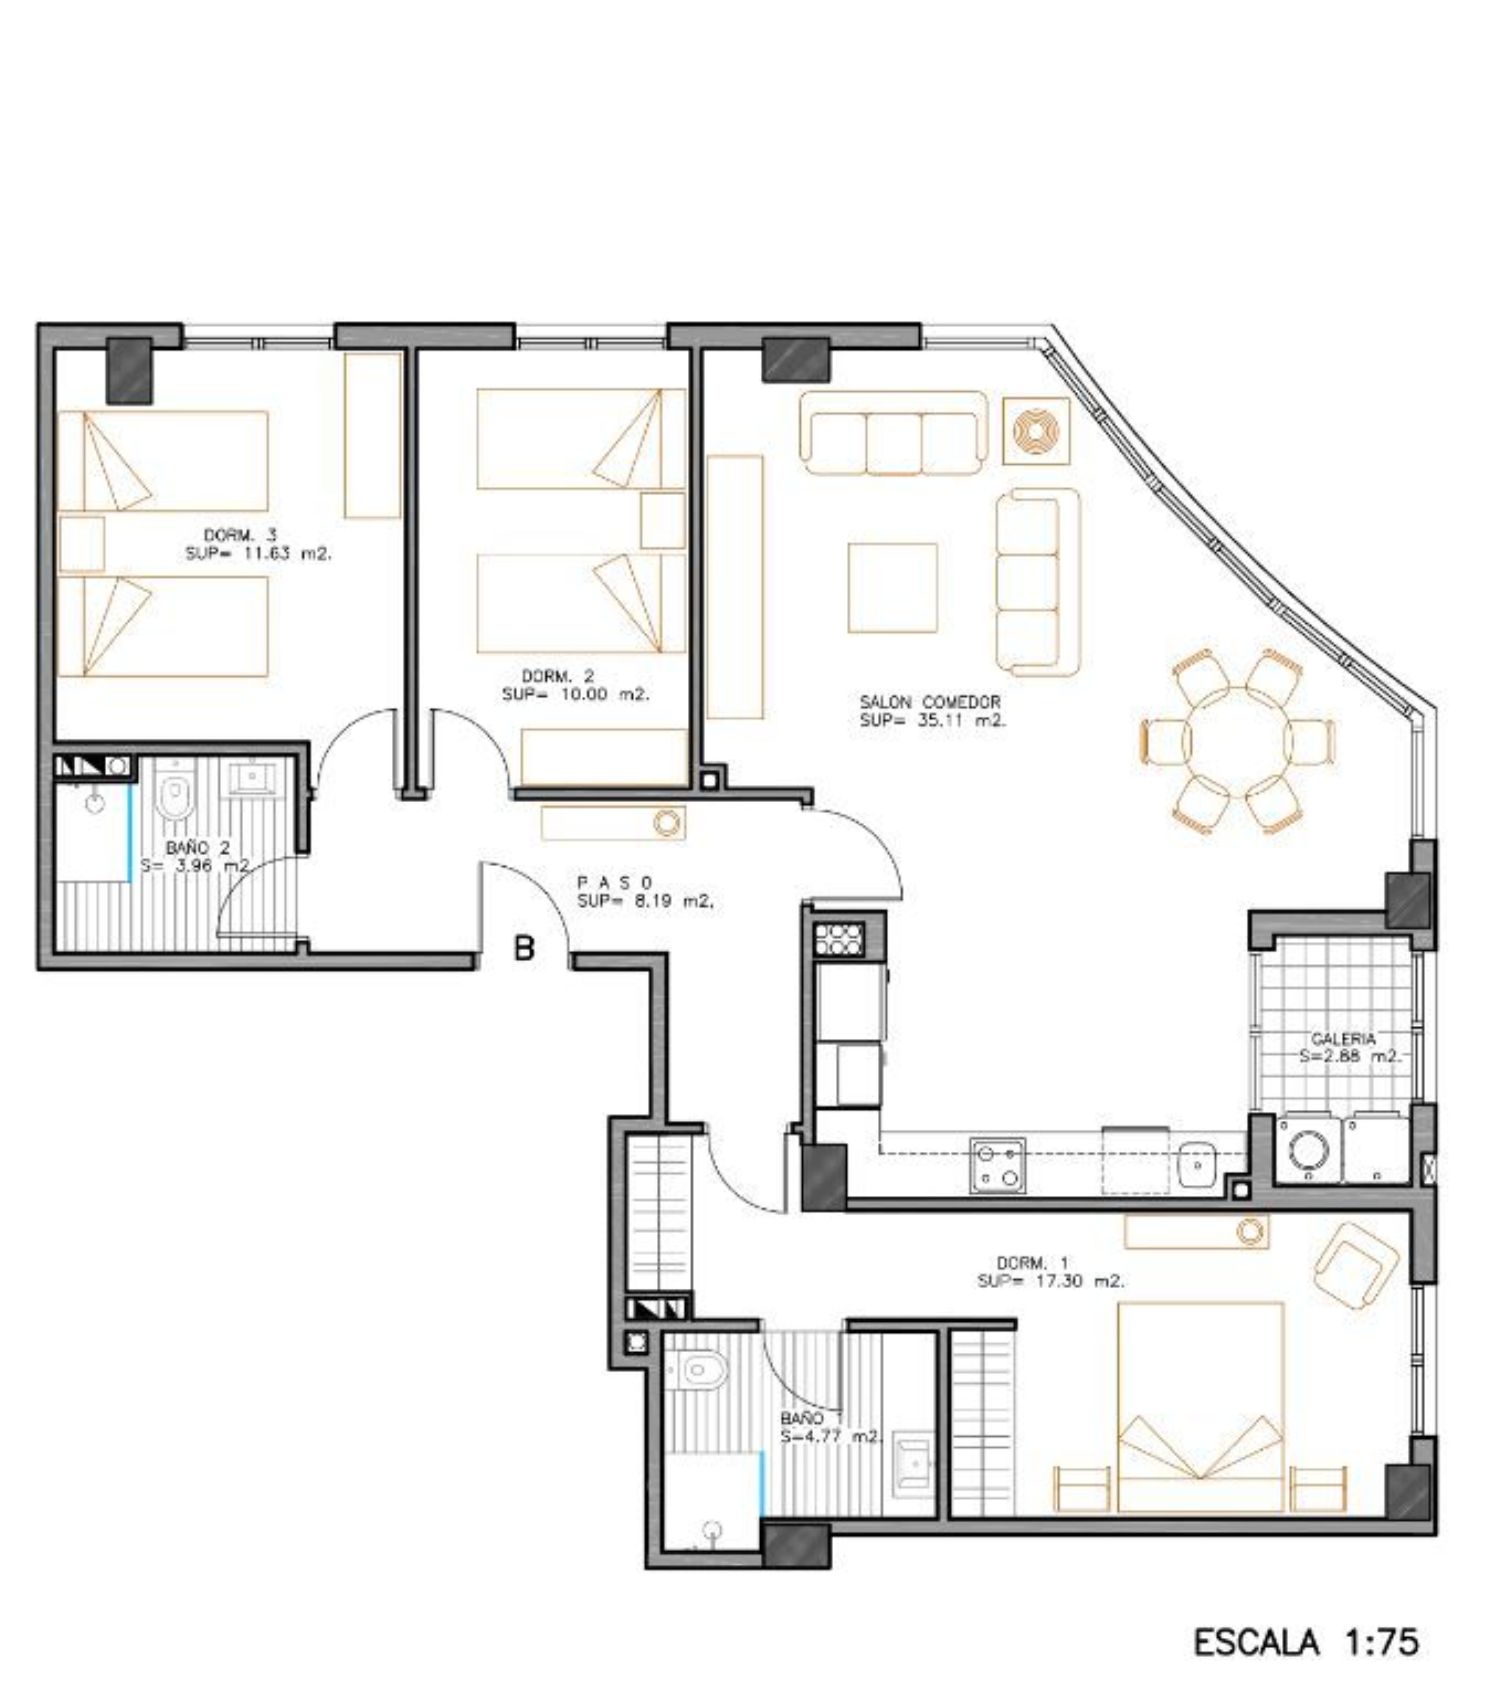 DORM. 3
SUP= 11.63 m2.
DORM. 2
SUP= 10.00 m2.
SALON COMEDOR
SUP= 35.11 m2.
BAÑO 2
S= 3.96 m2
P A S O
SUP= 8.19 m2.
B
GALERIA
S=2.88 m2.
DORM. 1
SUP= 17.30 m2.
BAÑO 1
S=4.77 m2.
ESCALA 1:75